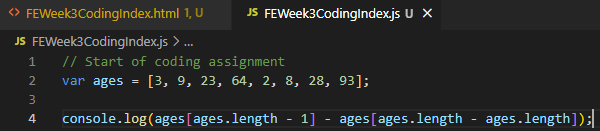 <> FEWeek3CodingIndex.html 1, U
JS FEWeek3CodingIndex.js U ×
JS FEWeek3CodingIndex.js > ...
1 // Start of coding assignment
2 var ages = [3, 9, 23, 64, 2, 8, 28, 93];
3
4 console.log(ages[ages.length - 1] - ages[ages.length - ages.length]);